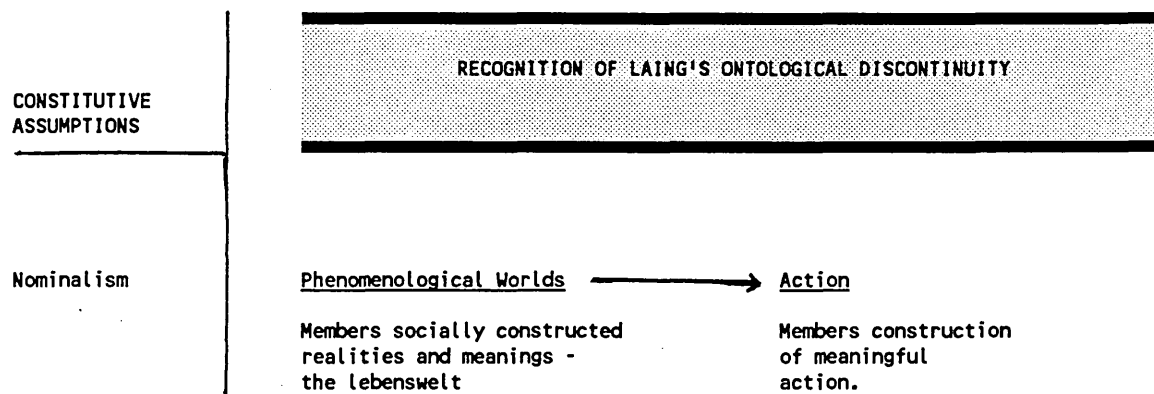 RECOGNITION OF LAING'S ONTOLOGICAL DISCONTINUITY
CONSTITUTIVE
ASSUMPTIONS
Nominalism
Phenomenological Worlds
Action
Members socially constructed
realities and meanings -
the lebenswelt
Members construction
of meaningful
action.